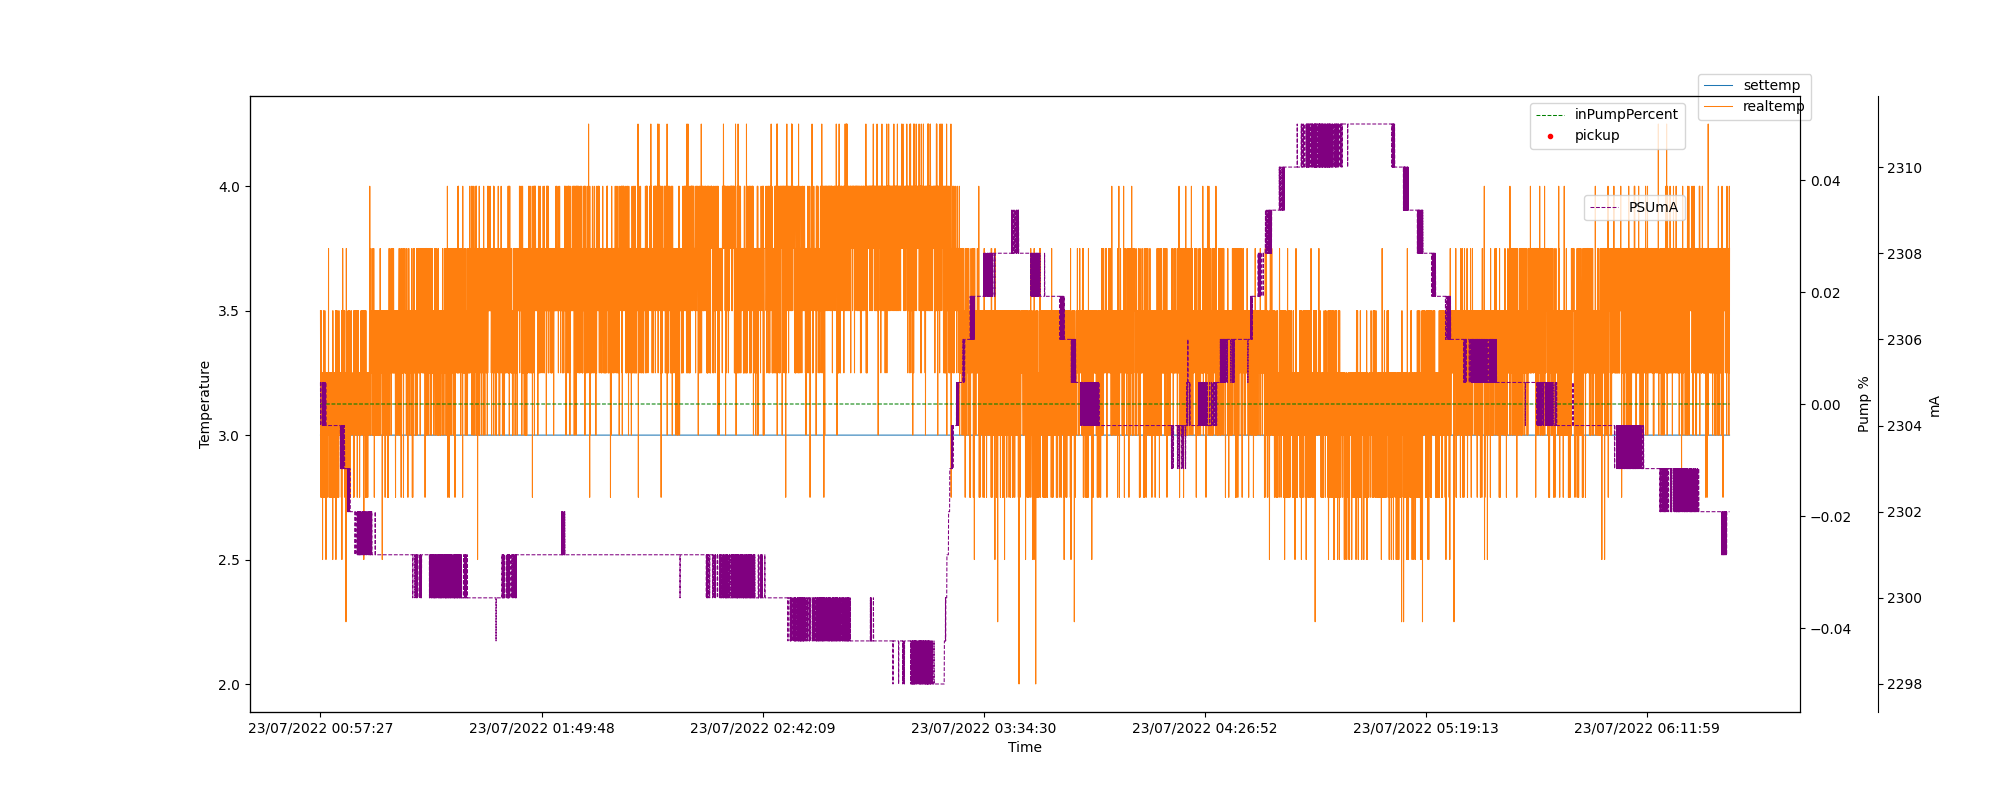 settemp
realtemp
inPumpPercent
pickup
PSUmA
Temperature
4.0
3.5
3.0
2.5
2.0
0.04
0.02
0.00
−0.02
−0.04
Pump %
2310
2308
2306
2304
2302
2300
2298
mA
23/07/2022 00:57:27
23/07/2022 01:49:48
23/07/2022 02:42:09
23/07/2022 03:34:30
23/07/2022 04:26:52
23/07/2022 05:19:13
23/07/2022 06:11:59
Time